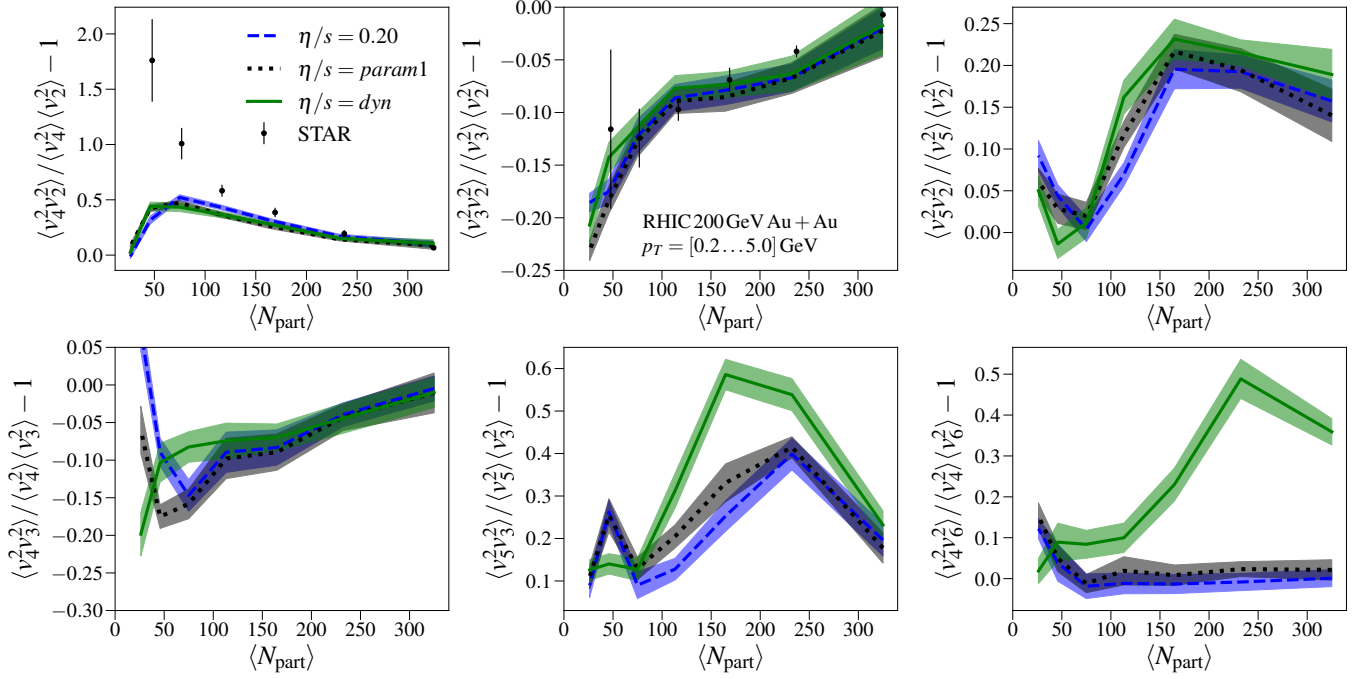 ⟨v₄²v₂²⟩/⟨v₄²⟩⟨v₂²⟩ − 1
2.0
1.5
1.0
0.5
0.0
η/s = 0.20
η/s = param1
η/s = dyn
STAR
50 100 150 200 250 300
⟨N_part⟩
⟨v₃²v₂²⟩/⟨v₃²⟩⟨v₂²⟩ − 1
0.00
−0.05
−0.10
−0.15
−0.20
−0.25
RHIC 200 GeV Au + Au
p_T = [0.2…5.0] GeV
0 50 100 150 200 250 300
⟨N_part⟩
⟨v₅²v₂²⟩/⟨v₅²⟩⟨v₂²⟩ − 1
0.25
0.20
0.15
0.10
0.05
0.00
0 50 100 150 200 250 300
⟨N_part⟩
⟨v₄²v₃²⟩/⟨v₄²⟩⟨v₃²⟩ − 1
0.05
0.00
−0.05
−0.10
−0.15
−0.20
−0.25
−0.30
0 50 100 150 200 250 300
⟨N_part⟩
⟨v₅²v₃²⟩/⟨v₅²⟩⟨v₃²⟩ − 1
0.6
0.5
0.4
0.3
0.2
0.1
0 50 100 150 200 250 300
⟨N_part⟩
⟨v₄²v₆²⟩/⟨v₄²⟩⟨v₆²⟩ − 1
0.5
0.4
0.3
0.2
0.1
0.0
0 50 100 150 200 250 300
⟨N_part⟩